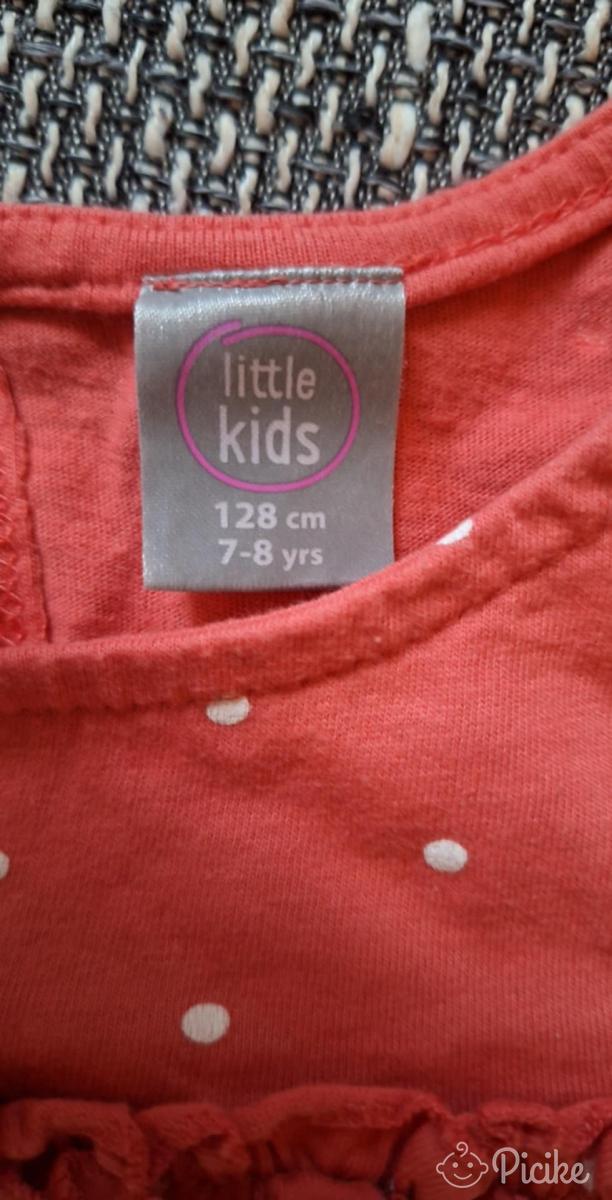 little
kids
128 cm
7-8 yrs
Picike